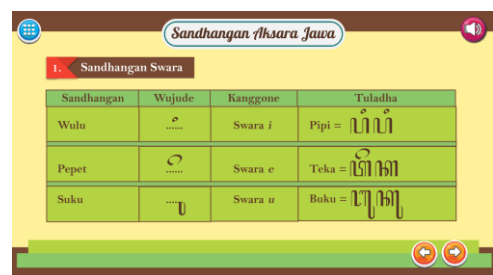 Sandhangan Aksara Jawa
1. Sandhangan Swara
Sandhangan Wujude Kanggone Tuladha
Wulu ......ꦶ Swara i Pipi = ꦥꦶꦥꦶ
Pepet ......ꦼ Swara e Teka = ꦠꦼꦏ
Suku .....ꦸ Swara u Buku = ꦧꦸꦏꦸ